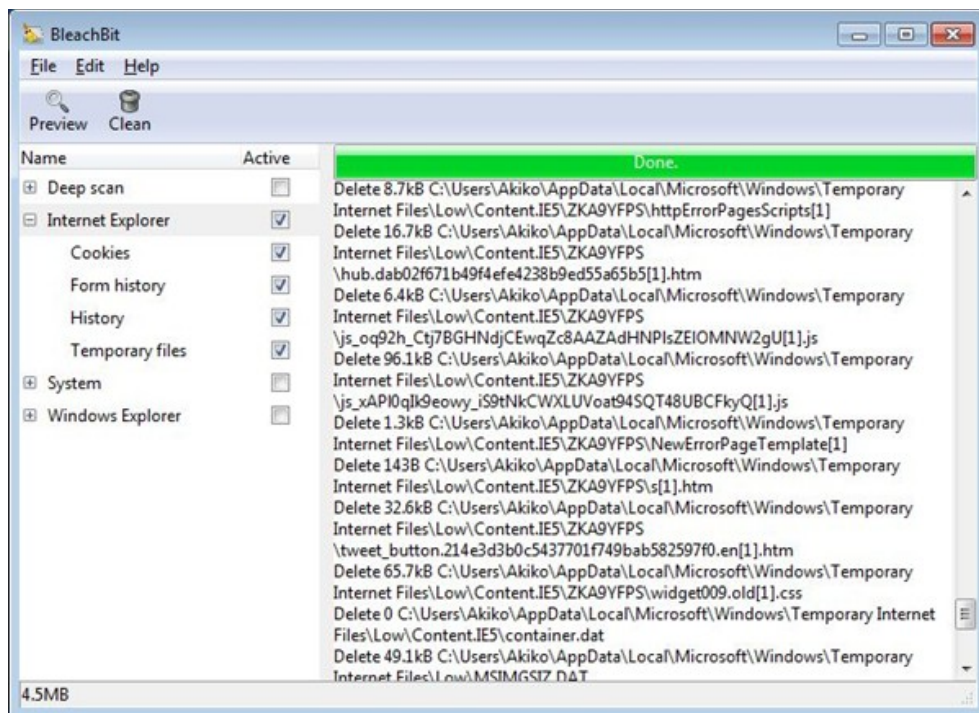 BleachBit
File Edit Help
Preview Clean
Name Active
Deep scan
Internet Explorer
Cookies
Form history
History
Temporary files
System
Windows Explorer
Done.
Delete 8.7kB C:\Users\Akiko\AppData\Local\Microsoft\Windows\Temporary
Internet Files\Low\Content.IE5\ZKA9YFPS\httpErrorPagesScripts[1]
Delete 16.7kB C:\Users\Akiko\AppData\Local\Microsoft\Windows\Temporary
Internet Files\Low\Content.IE5\ZKA9YFPS
\hub.dab02f671b49f4efe4238b9ed55a65b5[1].htm
Delete 6.4kB C:\Users\Akiko\AppData\Local\Microsoft\Windows\Temporary
Internet Files\Low\Content.IE5\ZKA9YFPS
\js_oq92h_Ctj7BGHNdjCEwqZc8AAZAdHNPlsZEIOMNW2gU[1].js
Delete 96.1kB C:\Users\Akiko\AppData\Local\Microsoft\Windows\Temporary
Internet Files\Low\Content.IE5\ZKA9YFPS
\js_xAPI0qIk9eowy_iS9tNkCWXLUVoat94SQT48UBCFkyQ[1].js
Delete 1.3kB C:\Users\Akiko\AppData\Local\Microsoft\Windows\Temporary
Internet Files\Low\Content.IE5\ZKA9YFPS\NewErrorPageTemplate[1]
Delete 143B C:\Users\Akiko\AppData\Local\Microsoft\Windows\Temporary
Internet Files\Low\Content.IE5\ZKA9YFPS\s[1].htm
Delete 32.6kB C:\Users\Akiko\AppData\Local\Microsoft\Windows\Temporary
Internet Files\Low\Content.IE5\ZKA9YFPS
\tweet_button.214e3d3b0c5437701f749bab582597f0.en[1].htm
Delete 65.7kB C:\Users\Akiko\AppData\Local\Microsoft\Windows\Temporary
Internet Files\Low\Content.IE5\ZKA9YFPS\widget009.old[1].css
Delete 0 C:\Users\Akiko\AppData\Local\Microsoft\Windows\Temporary Internet
Files\Low\Content.IE5\container.dat
Delete 49.1kB C:\Users\Akiko\AppData\Local\Microsoft\Windows\Temporary
Internet Files\Low\MSIMGSIZ.DAT
4.5MB